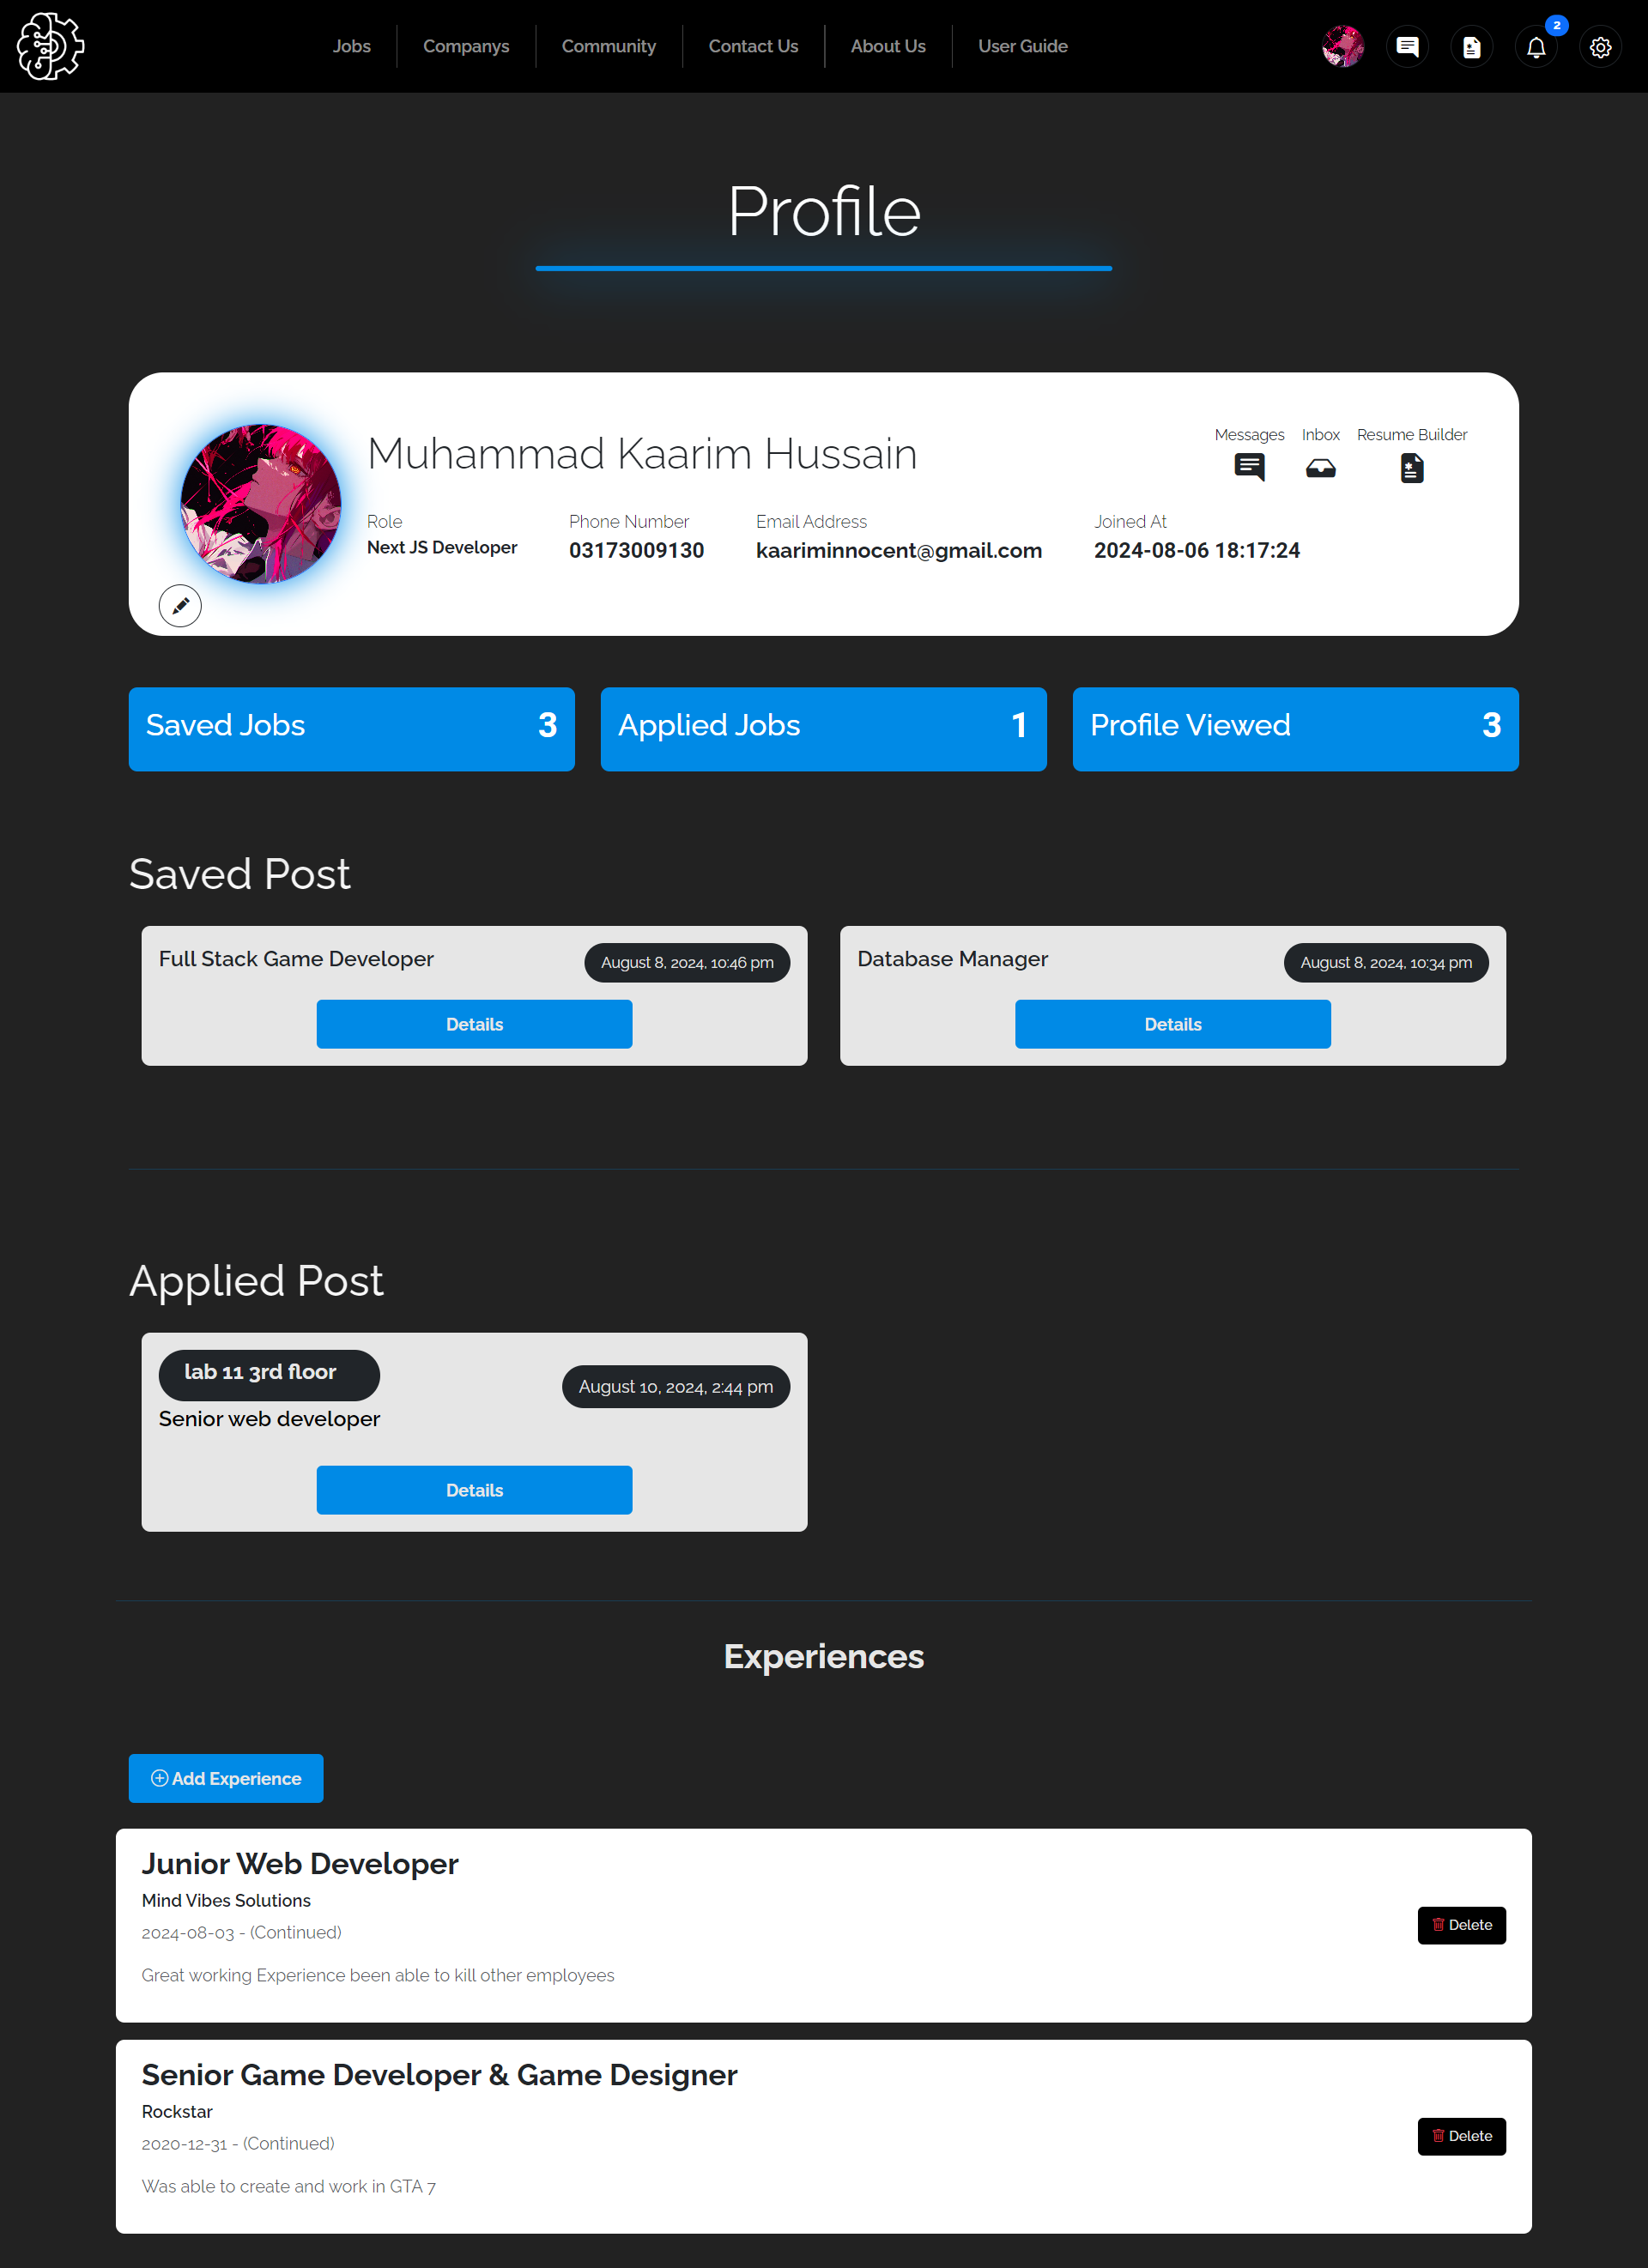 Jobs
Companys
Community
Contact Us
About Us
User Guide
2
Profile
Muhammad Kaarim Hussain
Messages
Inbox
Resume Builder
Role
Phone Number
Email Address
Joined At
Next JS Developer
03173009130
kaariminnocent@gmail.com
2024-08-06 18:17:24
Saved Jobs
3
Applied Jobs
1
Profile Viewed
3
Saved Post
Full Stack Game Developer
August 8, 2024, 10:46 pm
Details
Database Manager
August 8, 2024, 10:34 pm
Details
Applied Post
lab 11 3rd floor
August 10, 2024, 2:44 pm
Senior web developer
Details
Experiences
Add Experience
Junior Web Developer
Mind Vibes Solutions
2024-08-03 - (Continued)
Great working Experience been able to kill other employees
Delete
Senior Game Developer & Game Designer
Rockstar
2020-12-31 - (Continued)
Was able to create and work in GTA 7
Delete